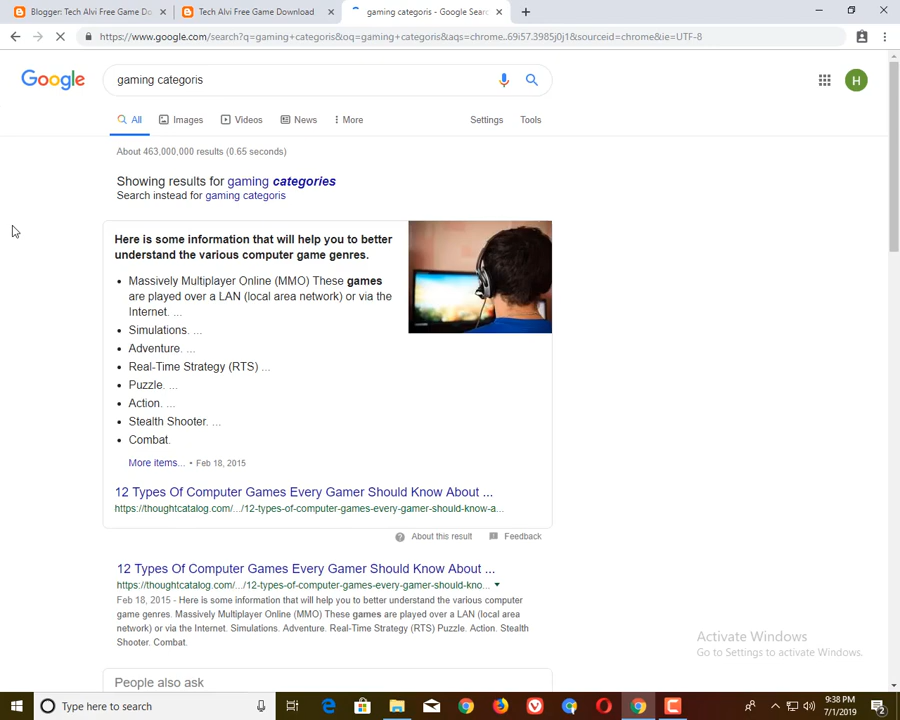 Blogger: Tech Alvi Free Game Do
Tech Alvi Free Game Download
gaming categoris - Google Sear
https://www.google.com/search?q=gaming+categoris&oq=gaming+categoris&aqs=chrome..69i57.3985j0j1&sourceid=chrome&ie=UTF-8
Google
gaming categoris
H
All
Images
Videos
News
More
Settings
Tools
About 463,000,000 results (0.65 seconds)
Showing results for gaming categories
Search instead for gaming categoris
Here is some information that will help you to better
understand the various computer game genres.
• Massively Multiplayer Online (MMO) These games
are played over a LAN (local area network) or via the
Internet. ...
• Simulations. ...
• Adventure. ...
• Real-Time Strategy (RTS) ...
• Puzzle. ...
• Action. ...
• Stealth Shooter. ...
• Combat.
More items... • Feb 18, 2015
12 Types Of Computer Games Every Gamer Should Know About ...
https://thoughtcatalog.com/.../12-types-of-computer-games-every-gamer-should-know-a...
About this result
Feedback
12 Types Of Computer Games Every Gamer Should Know About ...
https://thoughtcatalog.com/.../12-types-of-computer-games-every-gamer-should-kno...
Feb 18, 2015 - Here is some information that will help you to better understand the various computer
game genres. Massively Multiplayer Online (MMO) These games are played over a LAN (local area
network) or via the Internet. Simulations. Adventure. Real-Time Strategy (RTS) Puzzle. Action. Stealth
Shooter. Combat.
People also ask
Activate Windows
Go to Settings to activate Windows.
Type here to search
9:38 PM
7/1/2019
2